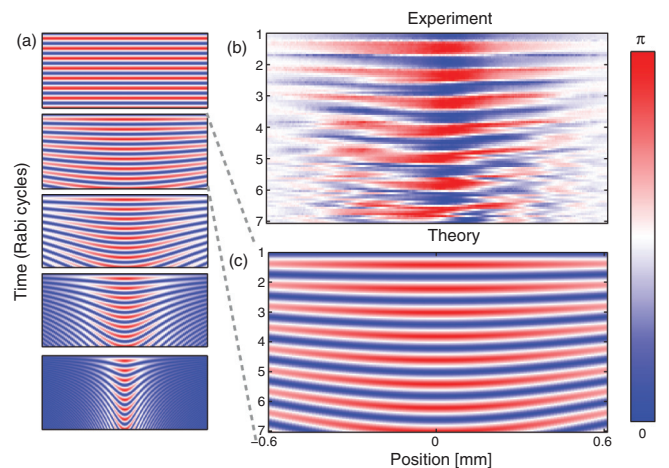 Experiment
(a)
(b)
π
1
2
3
4
5
6
7
Time (Rabi cycles)
Theory
(c)
1
2
3
4
5
6
7
−0.6
0
0.6
Position [mm]
0